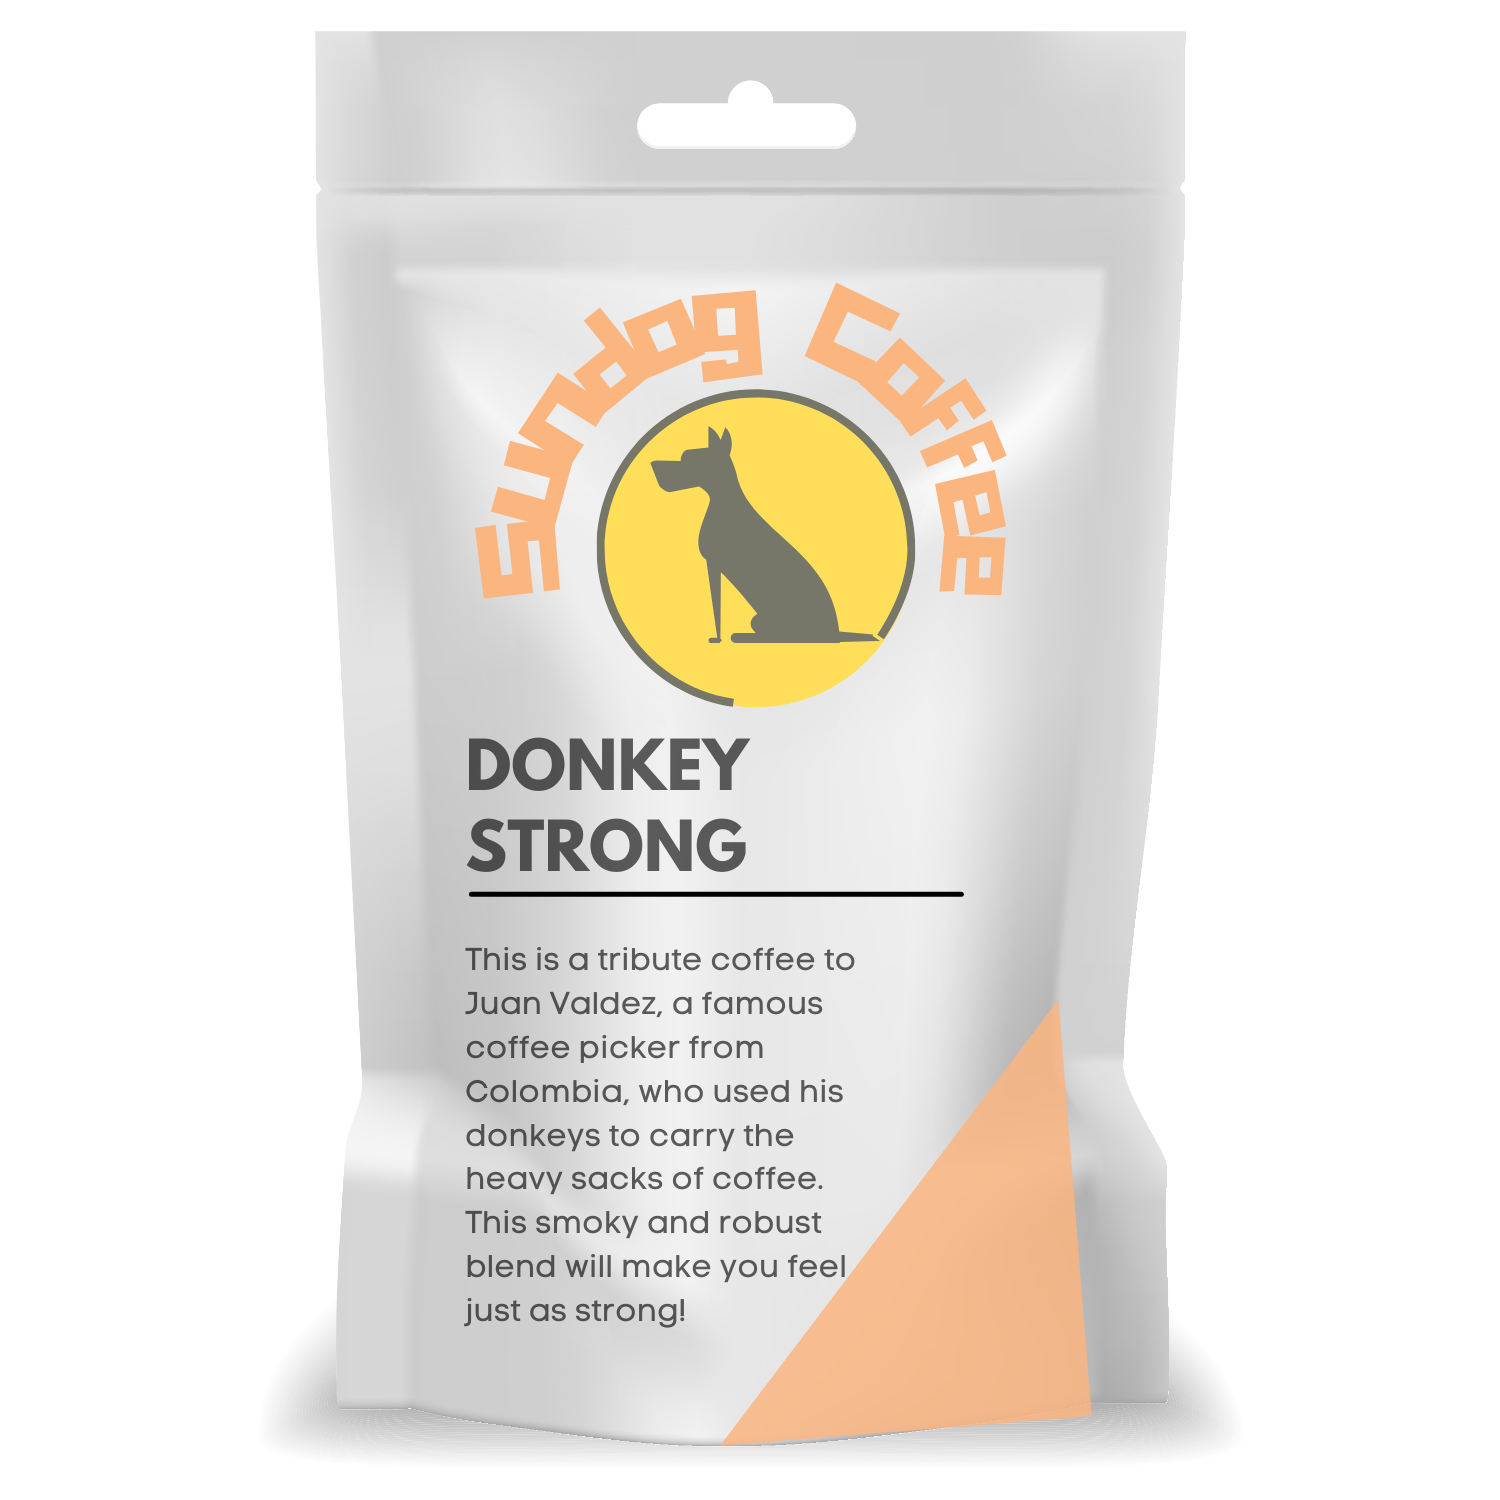 Sundog Coffee
DONKEY
STRONG
This is a tribute coffee to
Juan Valdez, a famous
coffee picker from
Colombia, who used his
donkeys to carry the
heavy sacks of coffee.
This smoky and robust
blend will make you feel
just as strong!